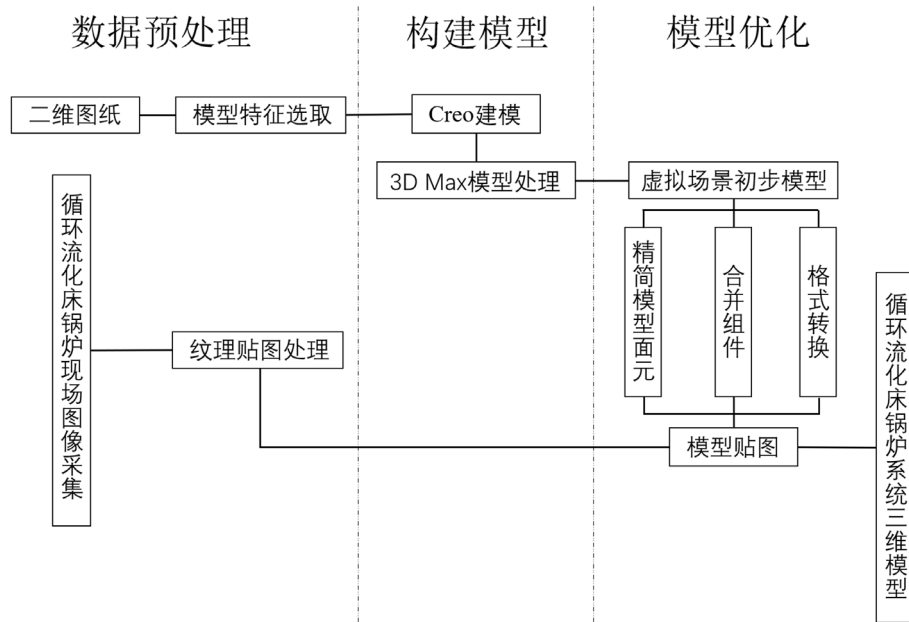 数据预处理
构建模型
模型优化
二维图纸
模型特征选取
Creo建模
3D Max模型处理
虚拟场景初步模型
循环流化床锅炉现场图像采集
纹理贴图处理
精简模型面元
合并组件
格式转换
模型贴图
循环流化床锅炉系统三维模型